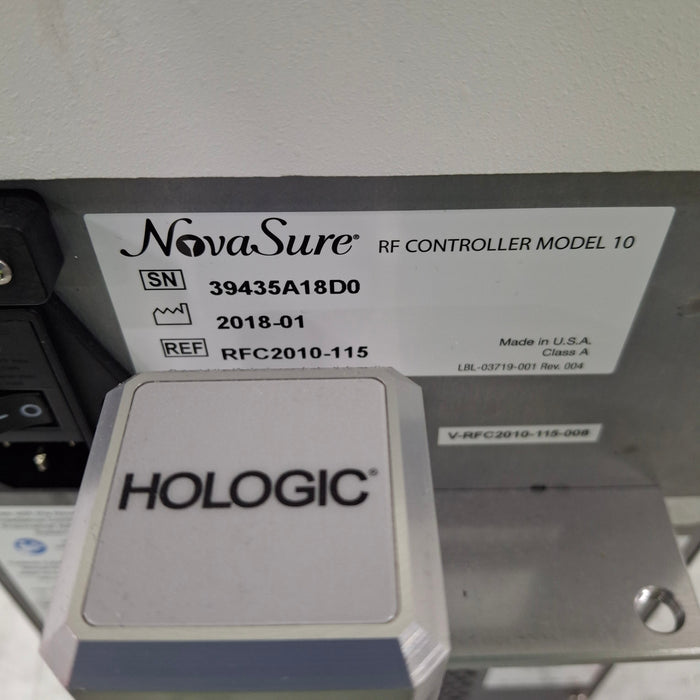 NovaSure® RF CONTROLLER MODEL 10
SN 39435A18D0
2018-01
REF RFC2010-115
Made in U.S.A.
Class A
LBL-03719-001 Rev. 004
V-RFC2010-115-008
HOLOGIC®